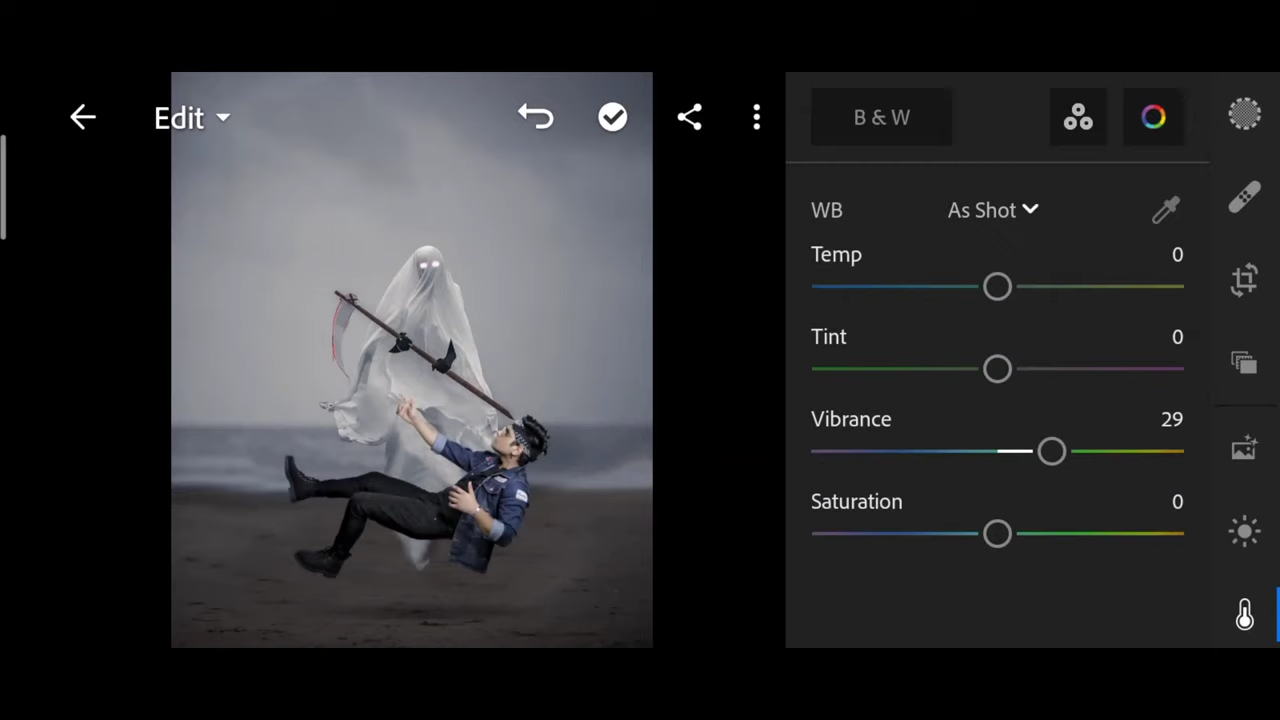 Edit
B & W
WB As Shot
Temp 0
Tint 0
Vibrance 29
Saturation 0